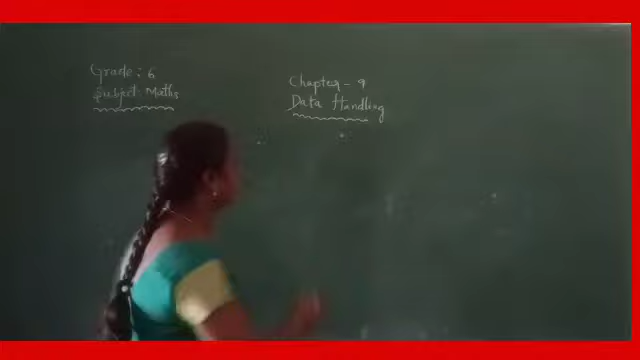 Grade: 6
Subject: Maths
Chapter - 9
Data Handling